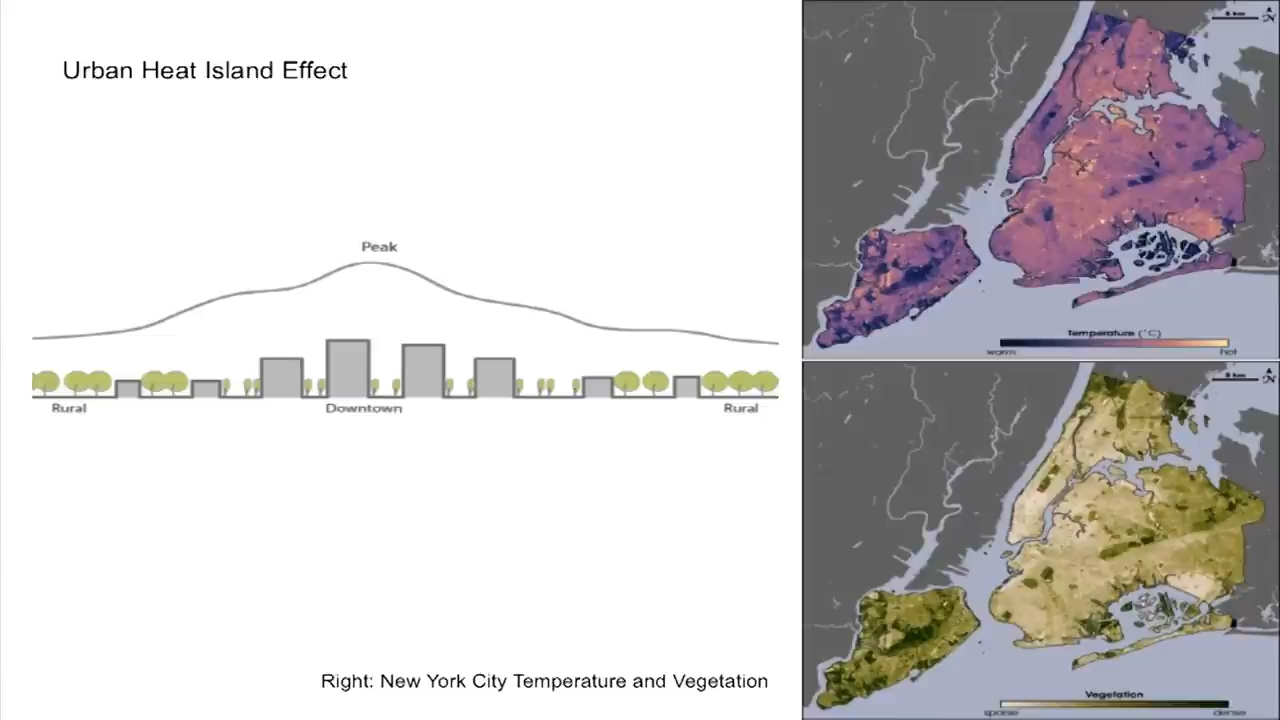 Urban Heat Island Effect
Peak
Rural
Downtown
Rural
Right: New York City Temperature and Vegetation
N
Temperature (°C)
warm
hot
N
Vegetation
sparse
dense